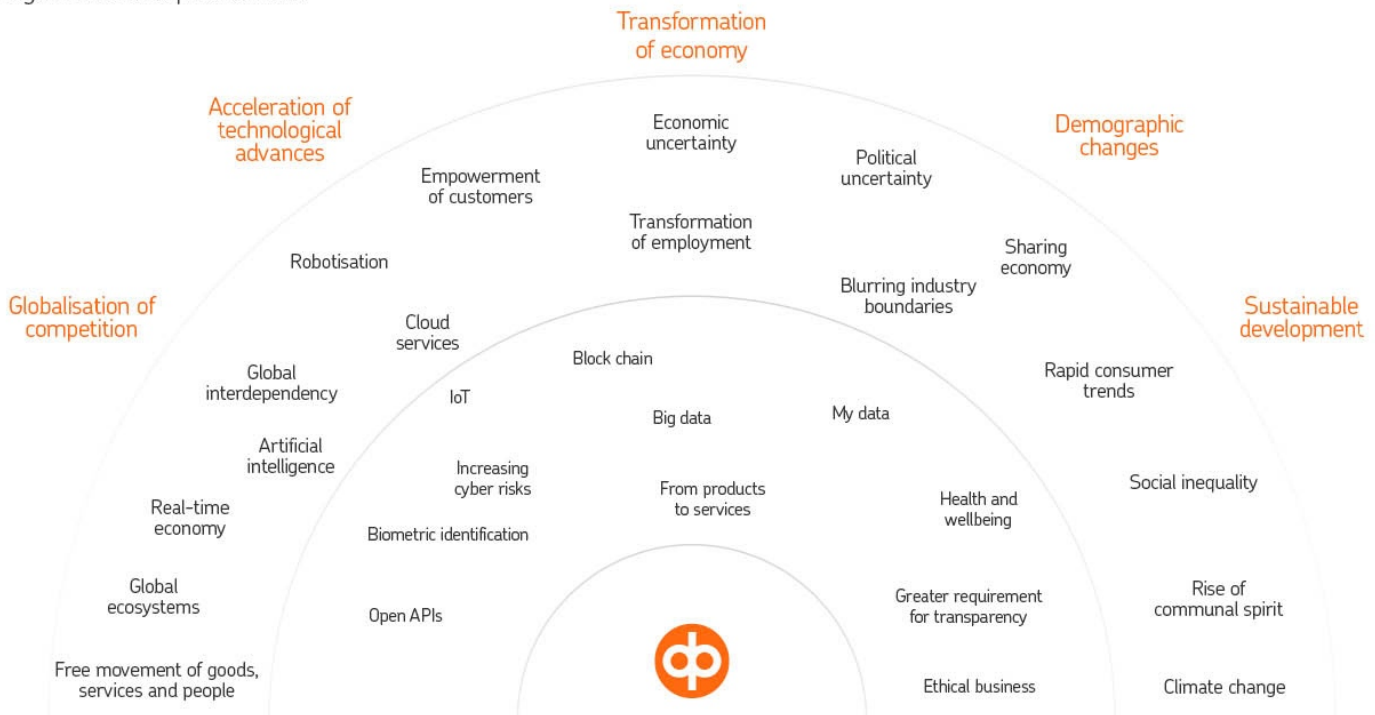 Transformation
of economy
Acceleration of
technological
advances
Demographic
changes
Globalisation of
competition
Sustainable
development
Economic
uncertainty
Political
uncertainty
Empowerment
of customers
Transformation
of employment
Sharing
economy
Robotisation
Blurring industry
boundaries
Cloud
services
Rapid consumer
trends
Global
interdependency
Artificial
intelligence
Social inequality
Real-time
economy
Global
ecosystems
Rise of
communal spirit
Free movement of goods,
services and people
Climate change
Block chain
IoT
Big data
My data
Increasing
cyber risks
From products
to services
Health and
wellbeing
Biometric identification
Open APIs
Greater requirement
for transparency
Ethical business
op